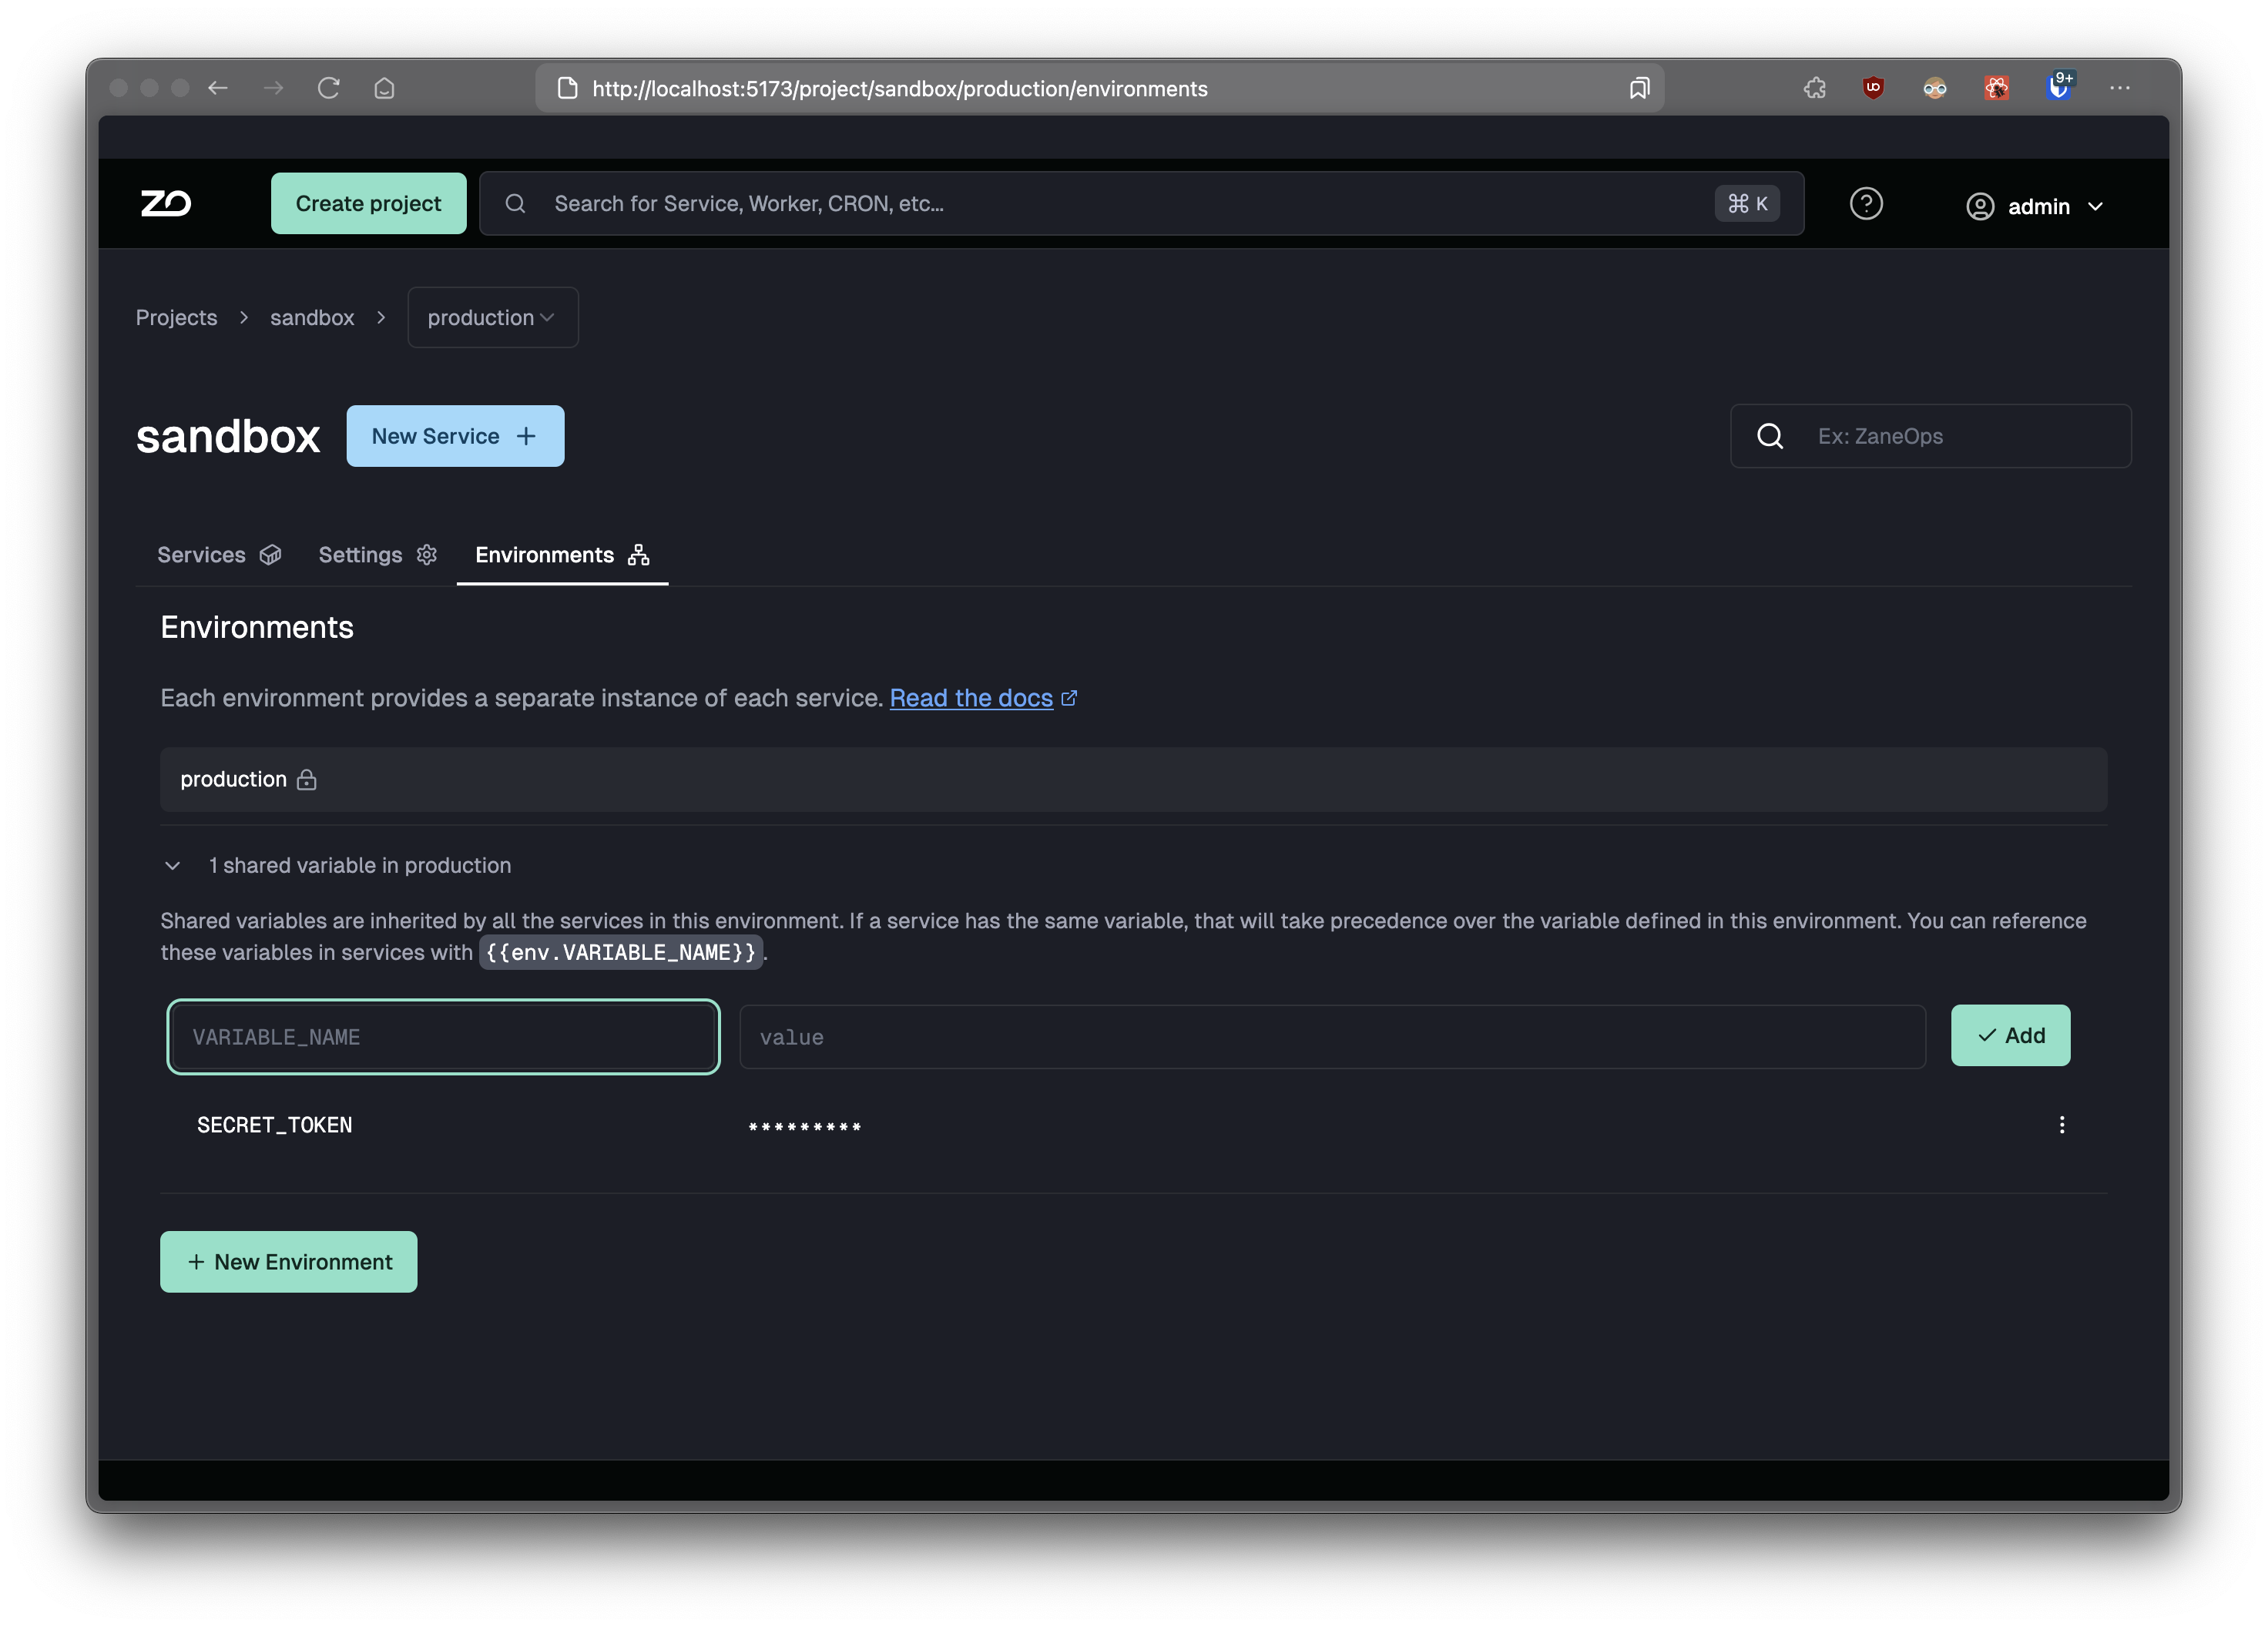 http://localhost:5173/project/sandbox/production/environments
9+
ZO
Create project
Search for Service, Worker, CRON, etc...
⌘ K
admin
Projects
sandbox
production
sandbox
New Service +
Ex: ZaneOps
Services
Settings
Environments
Environments
Each environment provides a separate instance of each service. Read the docs
production
1 shared variable in production
Shared variables are inherited by all the services in this environment. If a service has the same variable, that will take precedence over the variable defined in this environment. You can reference
these variables in services with {{env.VARIABLE_NAME}}.
VARIABLE_NAME
value
Add
SECRET_TOKEN
*********
+ New Environment